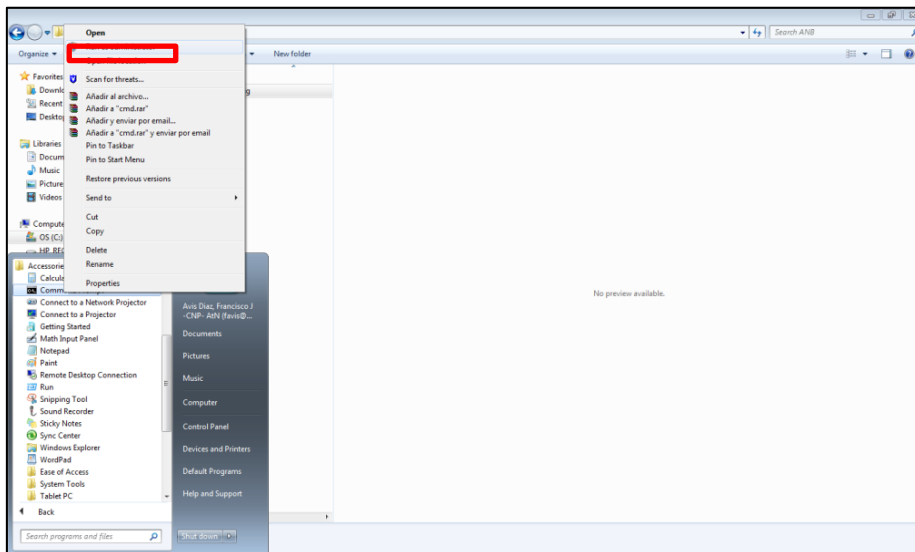 Open
Search ANB
Organize
New folder
Favorites
Scan for threats...
g
Añadir al archivo...
Recent
Añadir a "cmd.rar"
Añadir y enviar por email...
Añadir a "cmd.rar" y enviar por email
Libraries
Pin to Taskbar
Pin to Start Menu
Music
Restore previous versions
Videos
Send to
Cut
Compute
Copy
OS (C:)
Delete
Rename
Properties
No preview available.
Connect to a Network Projector
Connect to a Projector
Getting Started
Math Input Panel
Notepad
Paint
Remote Desktop Connection
Run
Snipping Tool
Sound Recorder
Sticky Notes
Sync Center
Windows Explorer
WordPad
Ease of Access
System Tools
Tablet PC
Back
Search programs and files
Avis Diaz, Francisco J
-CNP- AtN (favis@...
Documents
Pictures
Music
Computer
Control Panel
Devices and Printers
Default Programs
Help and Support
Shut down